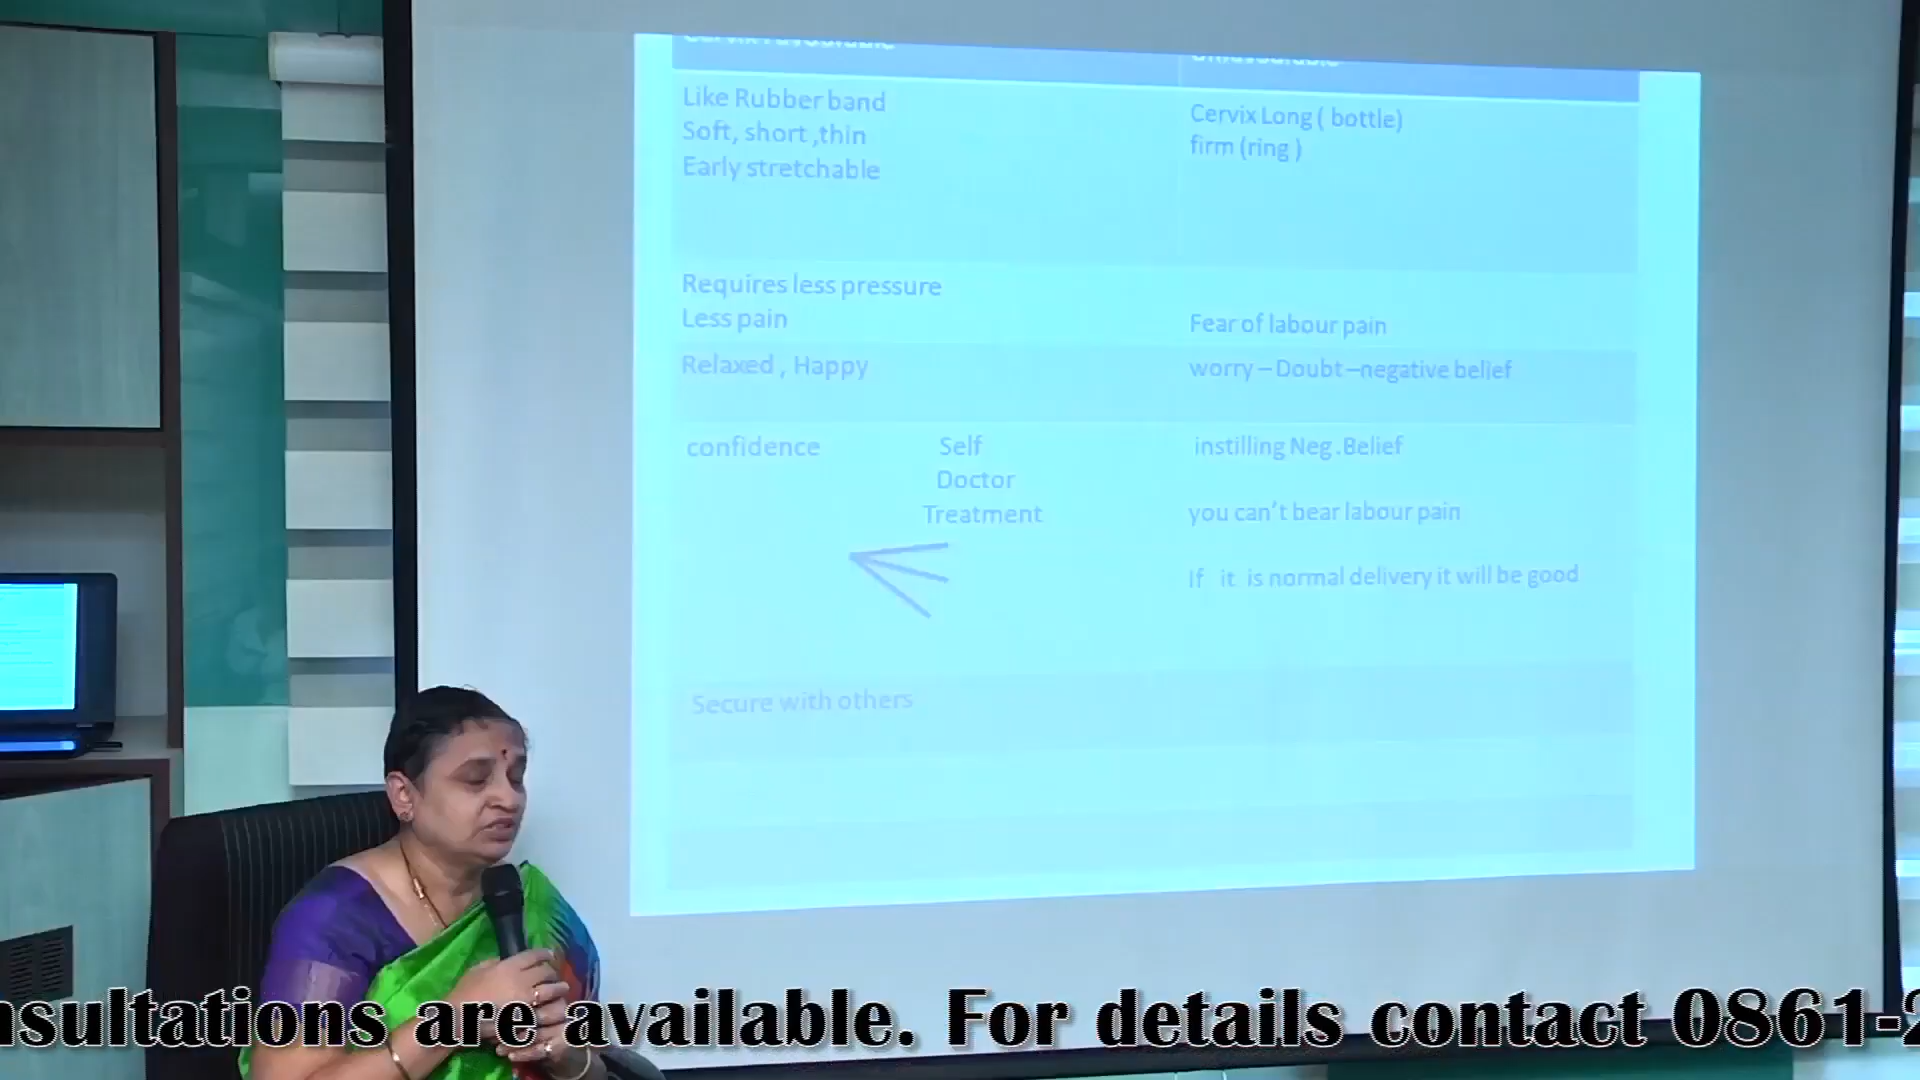 Cervix Favourable
Unfavourable
Like Rubber band
Soft, short ,thin
Early stretchable
Cervix Long ( bottle)
firm (ring )
Requires less pressure
Less pain
Fear of labour pain
Relaxed , Happy
worry – Doubt –negative belief
confidence
Self
Doctor
Treatment
instilling Neg .Belief
you can't bear labour pain
If it is normal delivery it will be good
Secure with others
are available. For details contact 0861-